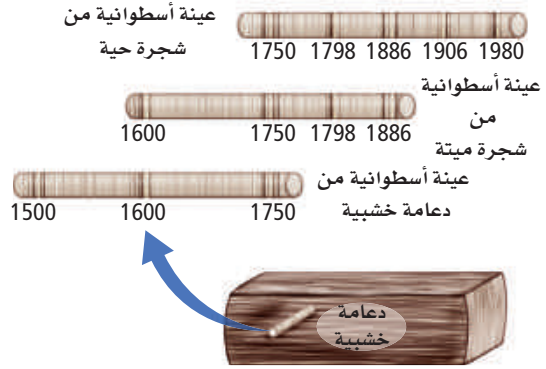 عينة أسطوانية من
شجرة حية
1750 1798 1886 1906 1980
عينة أسطوانية
من
شجرة ميتة
1600 1750 1798 1886
عينة أسطوانية من
دعامة خشبية
1500 1600 1750
دعامة
خشبية